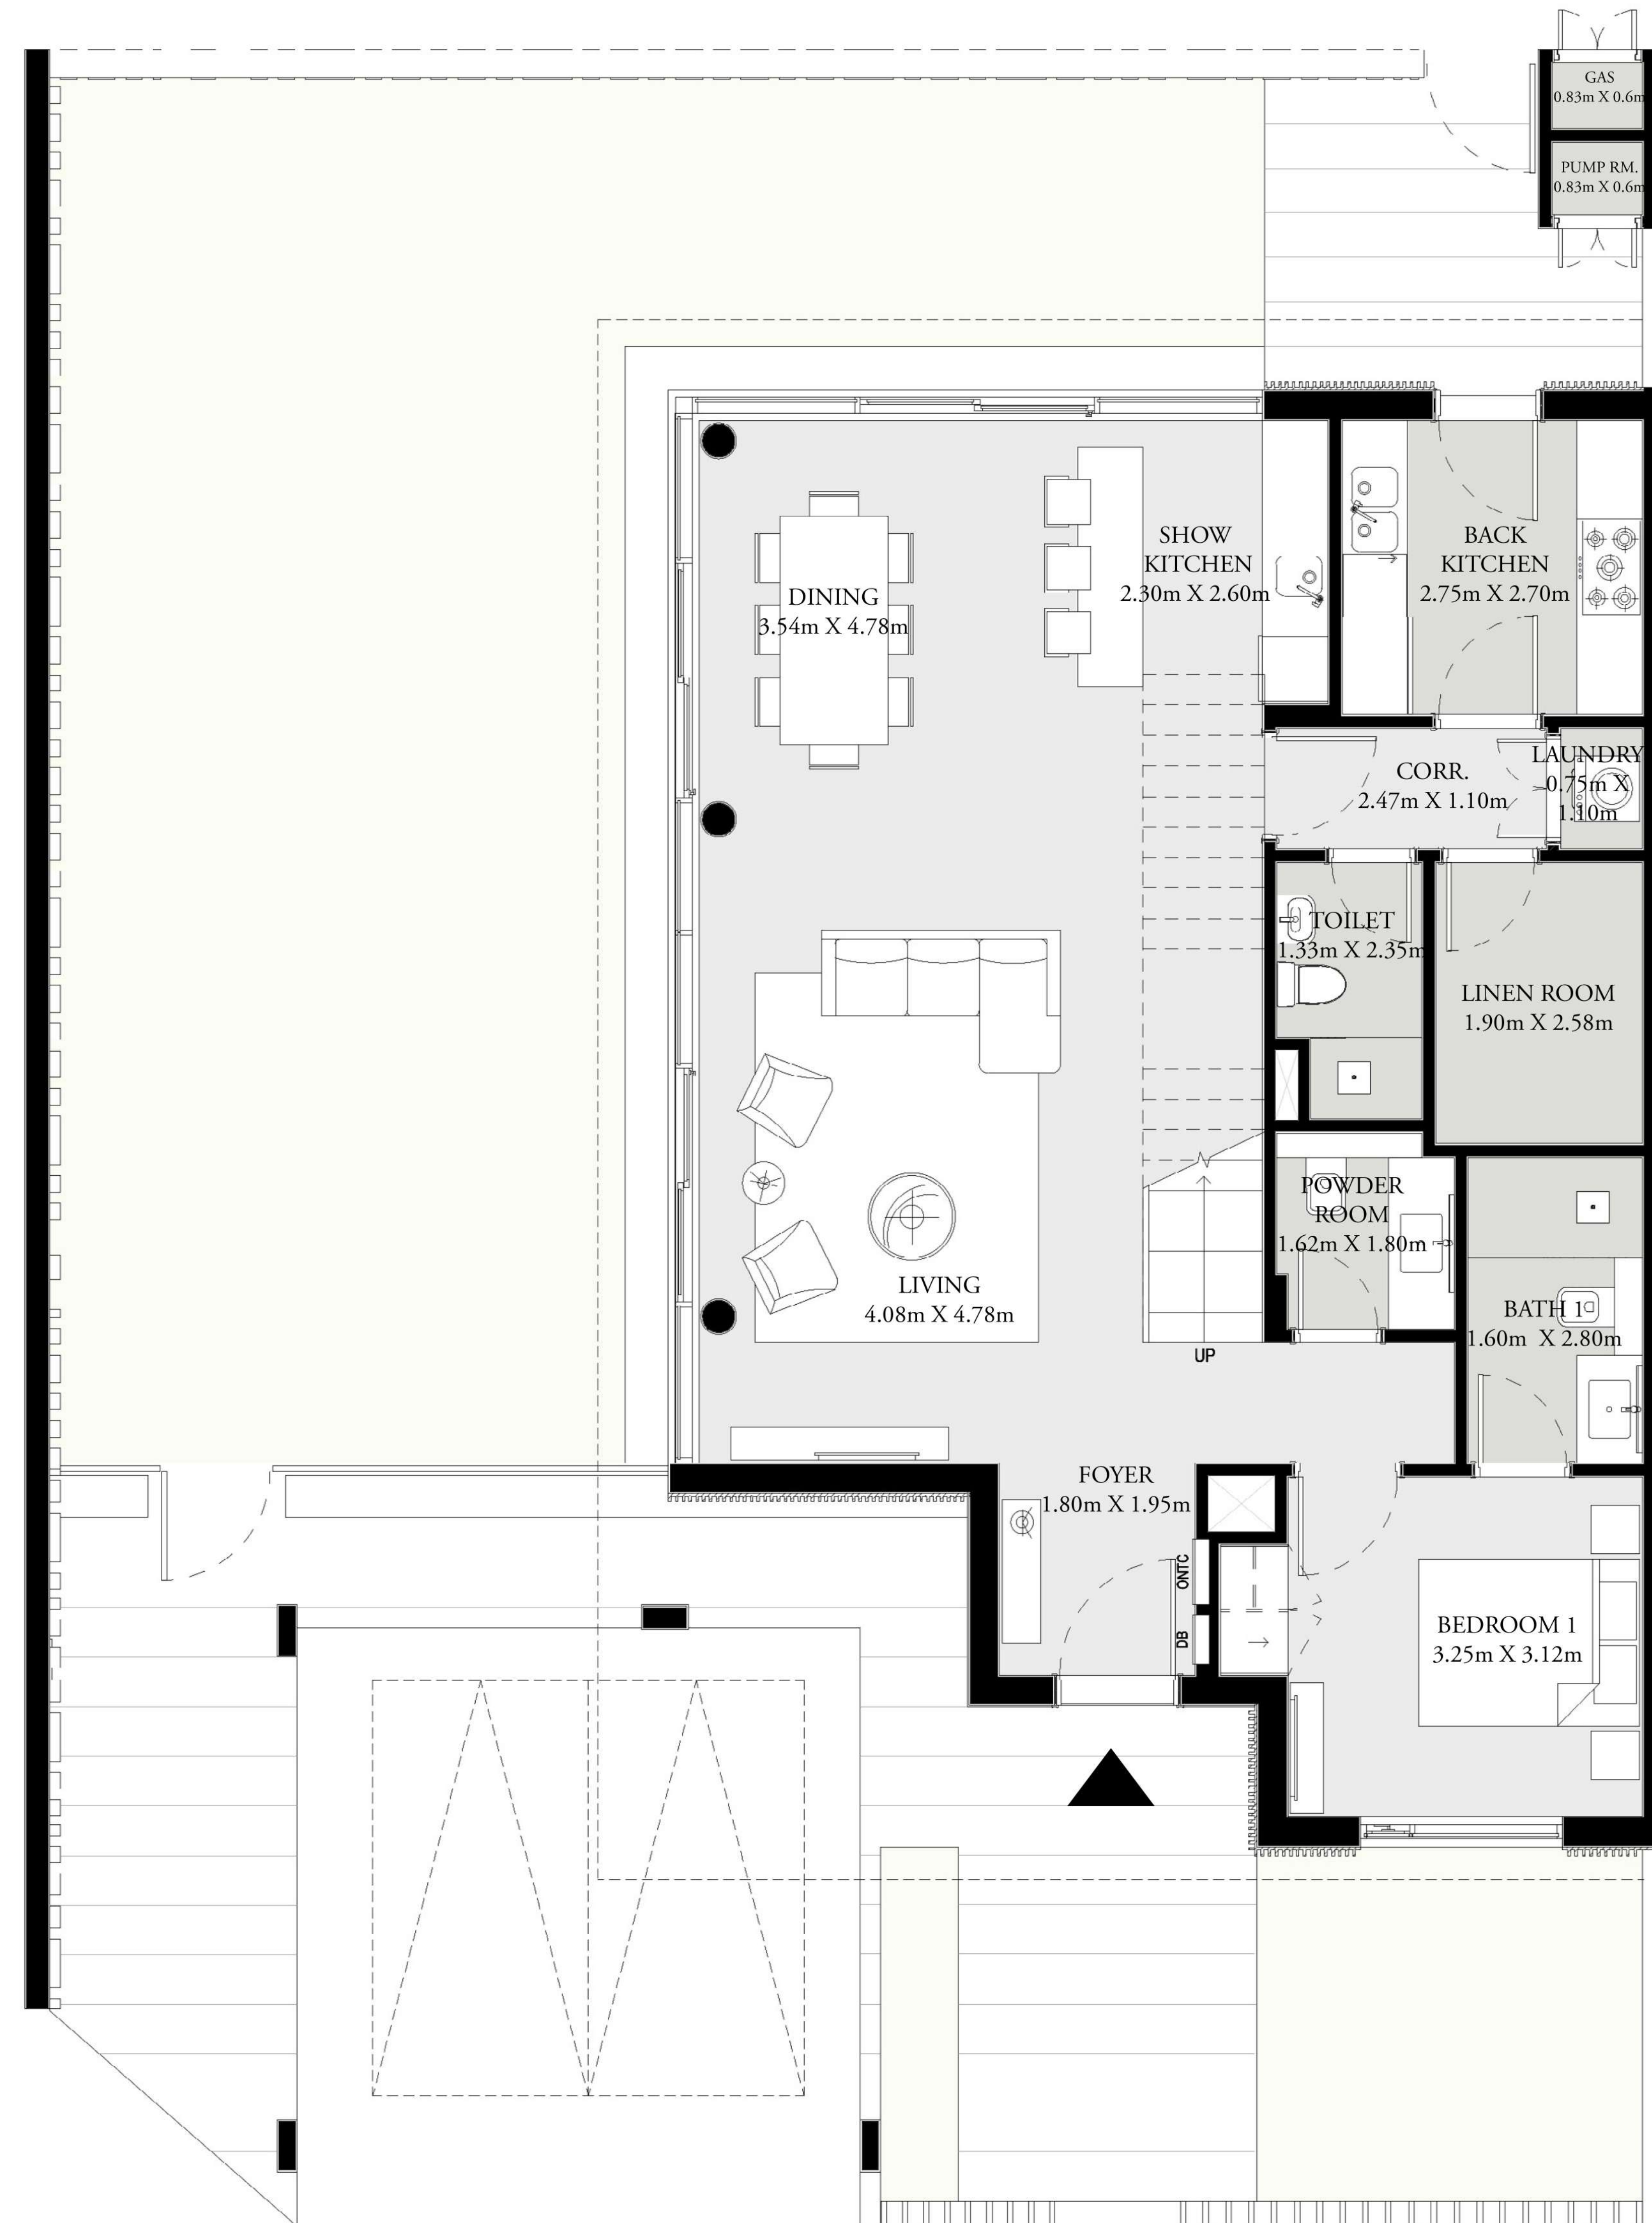 GAS
0.83m X 0.6m
PUMP RM.
0.83m X 0.6m
SHOW
KITCHEN
2.30m X 2.60m
BACK
KITCHEN
2.75m X 2.70m
DINING
3.54m X 4.78m
CORR.
2.47m X 1.10m
LAUNDRY
0.75m X
1.10m
TOILET
1.33m X 2.35m
LINEN ROOM
1.90m X 2.58m
POWDER
ROOM
1.62m X 1.80m
LIVING
4.08m X 4.78m
BATH 1
1.60m X 2.80m
UP
FOYER
1.80m X 1.95m
ONTC
DB
BEDROOM 1
3.25m X 3.12m